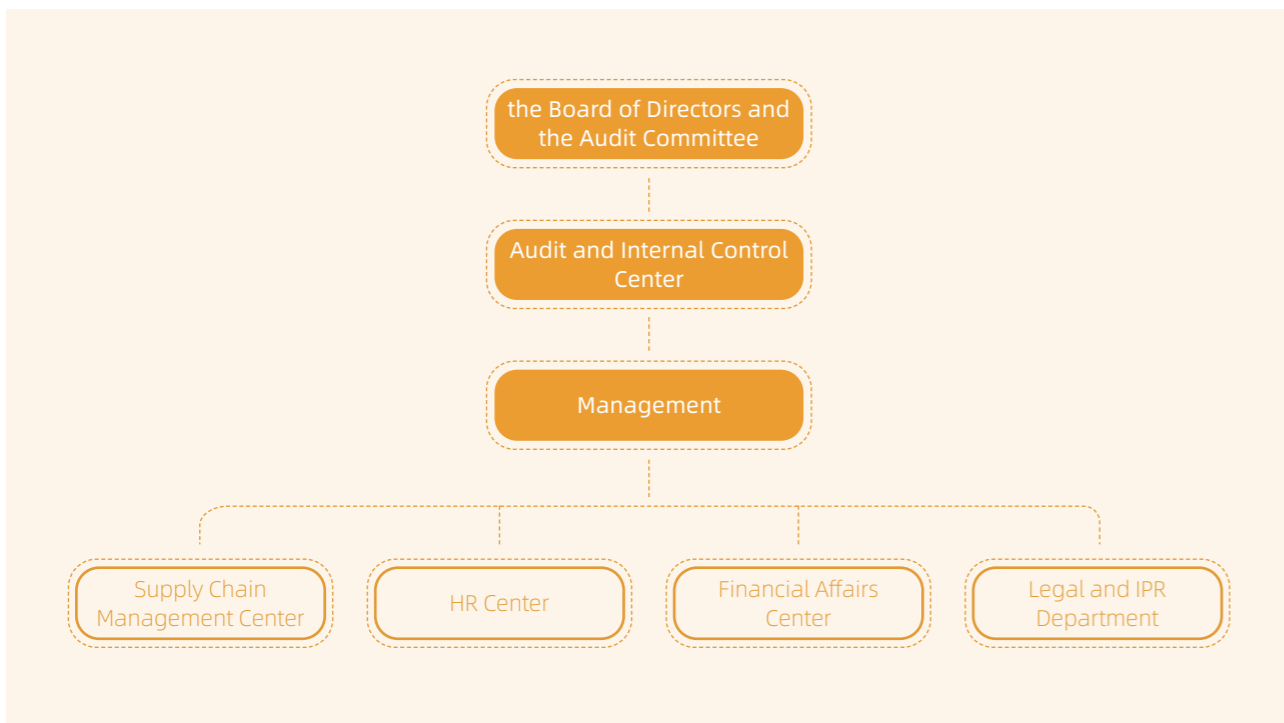 the Board of Directors and
the Audit Committee
Audit and Internal Control
Center
Management
Supply Chain
Management Center
HR Center
Financial Affairs
Center
Legal and IPR
Department